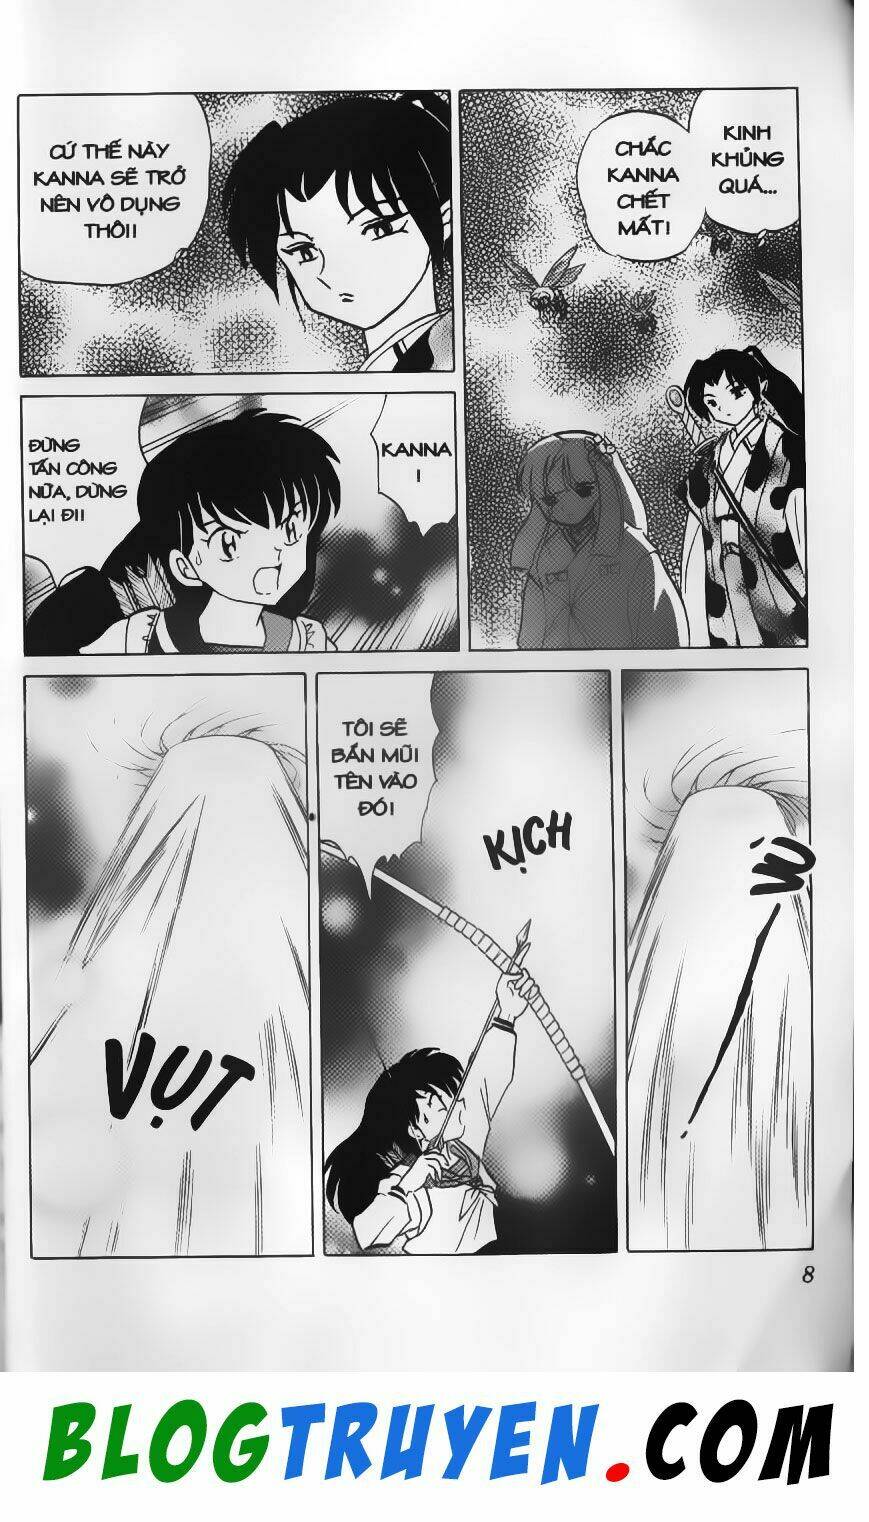 KINH
KHỦNG
QUÁ...
CHẮC
KANNA
CHẾT
MẤT!
CỨ THẾ NÀY
KANNA SẼ TRỞ
NÊN VÔ DỤNG
THÔI!
KANNA
!
ĐỪNG
TẤN CÔNG
NỮA, DỪNG
LẠI ĐI!
VÙ
TÔI SẼ
BẮN MŨI
TÊN VÀO
ĐÓ!
KỊCH
VỤT
8
BLOGTRUYEN.COM